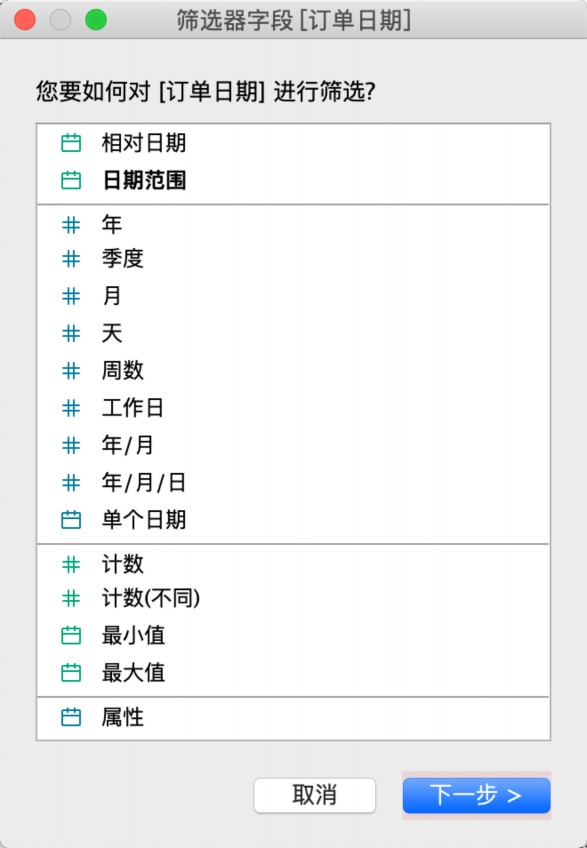 筛选器字段 [订单日期]
您要如何对 [订单日期] 进行筛选?
相对日期
日期范围
年
季度
月
天
周数
工作日
年/月
年/月/日
单个日期
计数
计数(不同)
最小值
最大值
属性
取消
下一步 >